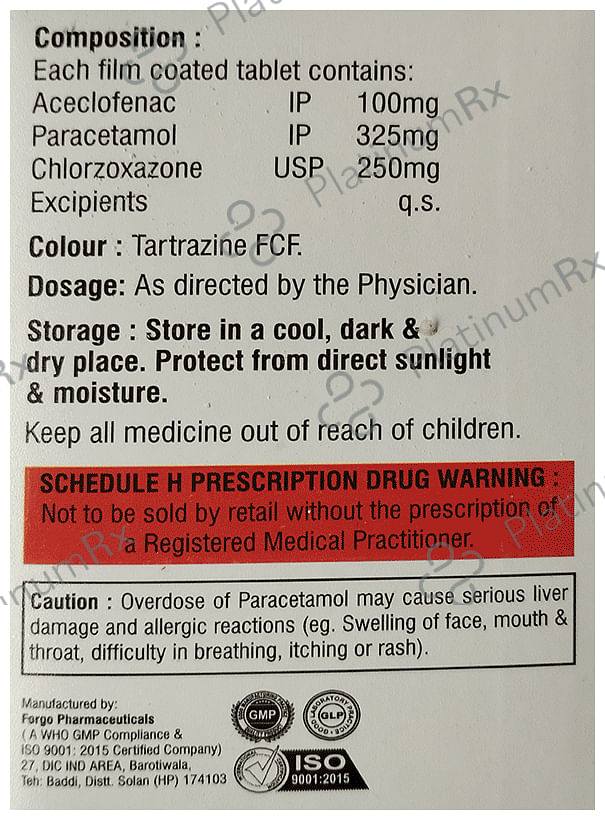 Composition :
Each film coated tablet contains:
Aceclofenac IP 100mg
Paracetamol IP 325mg
Chlorzoxazone USP 250mg
Excipients q.s.
Colour : Tartrazine FCF.
Dosage: As directed by the Physician.
Storage : Store in a cool, dark &
dry place. Protect from direct sunlight
& moisture.
Keep all medicine out of reach of children.
SCHEDULE H PRESCRIPTION DRUG WARNING :
Not to be sold by retail without the prescription of
a Registered Medical Practitioner.
Caution : Overdose of Paracetamol may cause serious liver
damage and allergic reactions (eg. Swelling of face, mouth &
throat, difficulty in breathing, itching or rash).
Manufactured by:
Forgo Pharmaceuticals
( A WHO GMP Compliance &
ISO 9001: 2015 Certified Company)
27, DIC IND AREA, Barotiwala,
Teh: Baddi, Distt. Solan (HP) 174103
GMP
GOOD LABORATORY PRACTICE
GLP
ISO
9001:2015
PlatinumRx
PlatinumRx
PlatinumRx